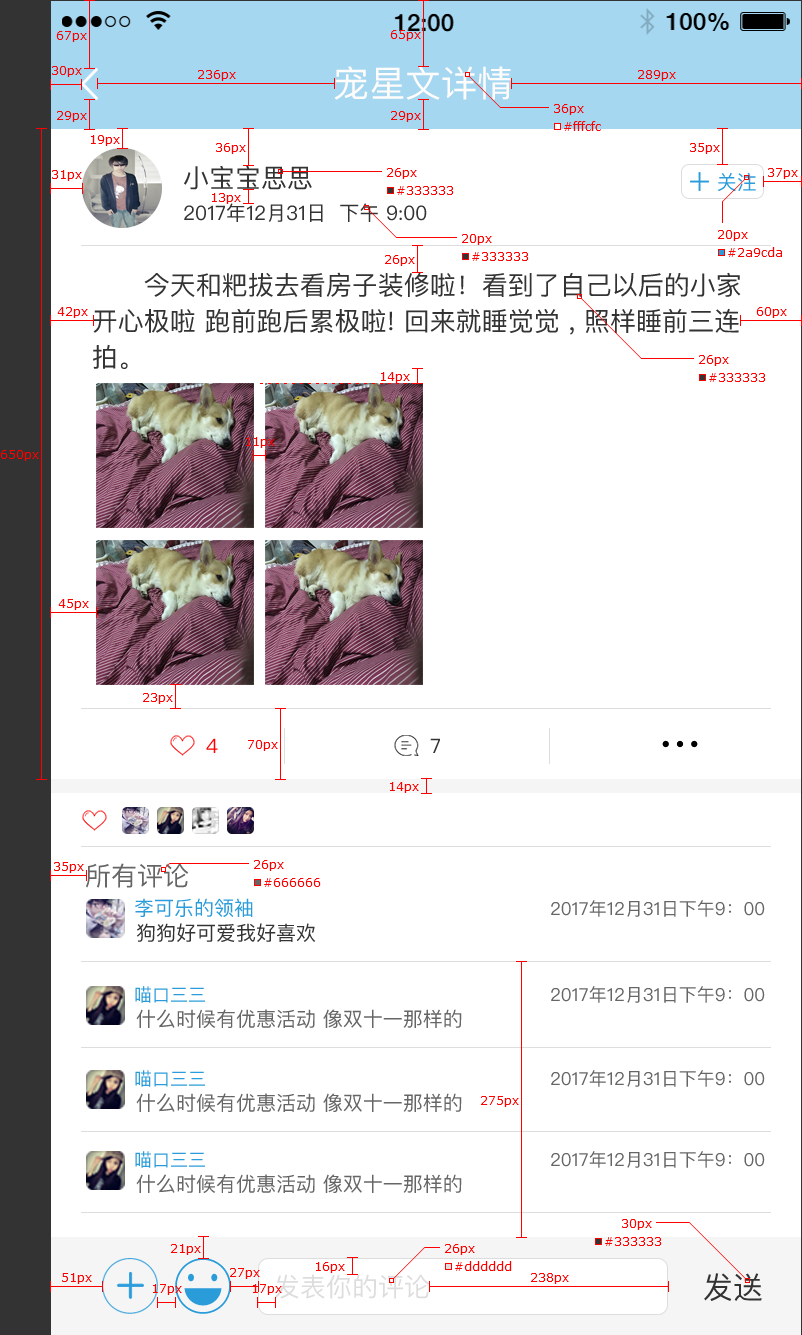 12:00
100%
67px
65px
30px
236px
宠星文详情
289px
36px
#fffcfc
29px
29px
19px
36px
35px
31px
小宝宝思思
26px
#333333
关注
37px
13px
2017年12月31日 下午 9:00
20px
#333333
20px
#2a9cda
26px
今天和粑拔去看房子装修啦！看到了自己以后的小家
42px
开心极啦 跑前跑后累极啦! 回来就睡觉觉，照样睡前三连
60px
拍。
26px
#333333
14px
11px
650px
45px
23px
4
70px
7
14px
35px
所有评论
26px
#666666
李可乐的领袖
2017年12月31日下午9：00
狗狗好可爱我好喜欢
喵口三三
2017年12月31日下午9：00
什么时候有优惠活动 像双十一那样的
喵口三三
2017年12月31日下午9：00
什么时候有优惠活动 像双十一那样的
275px
喵口三三
2017年12月31日下午9：00
什么时候有优惠活动 像双十一那样的
30px
#333333
21px
26px
#dddddd
16px
51px
17px
27px
17px
发表你的评论
238px
发送